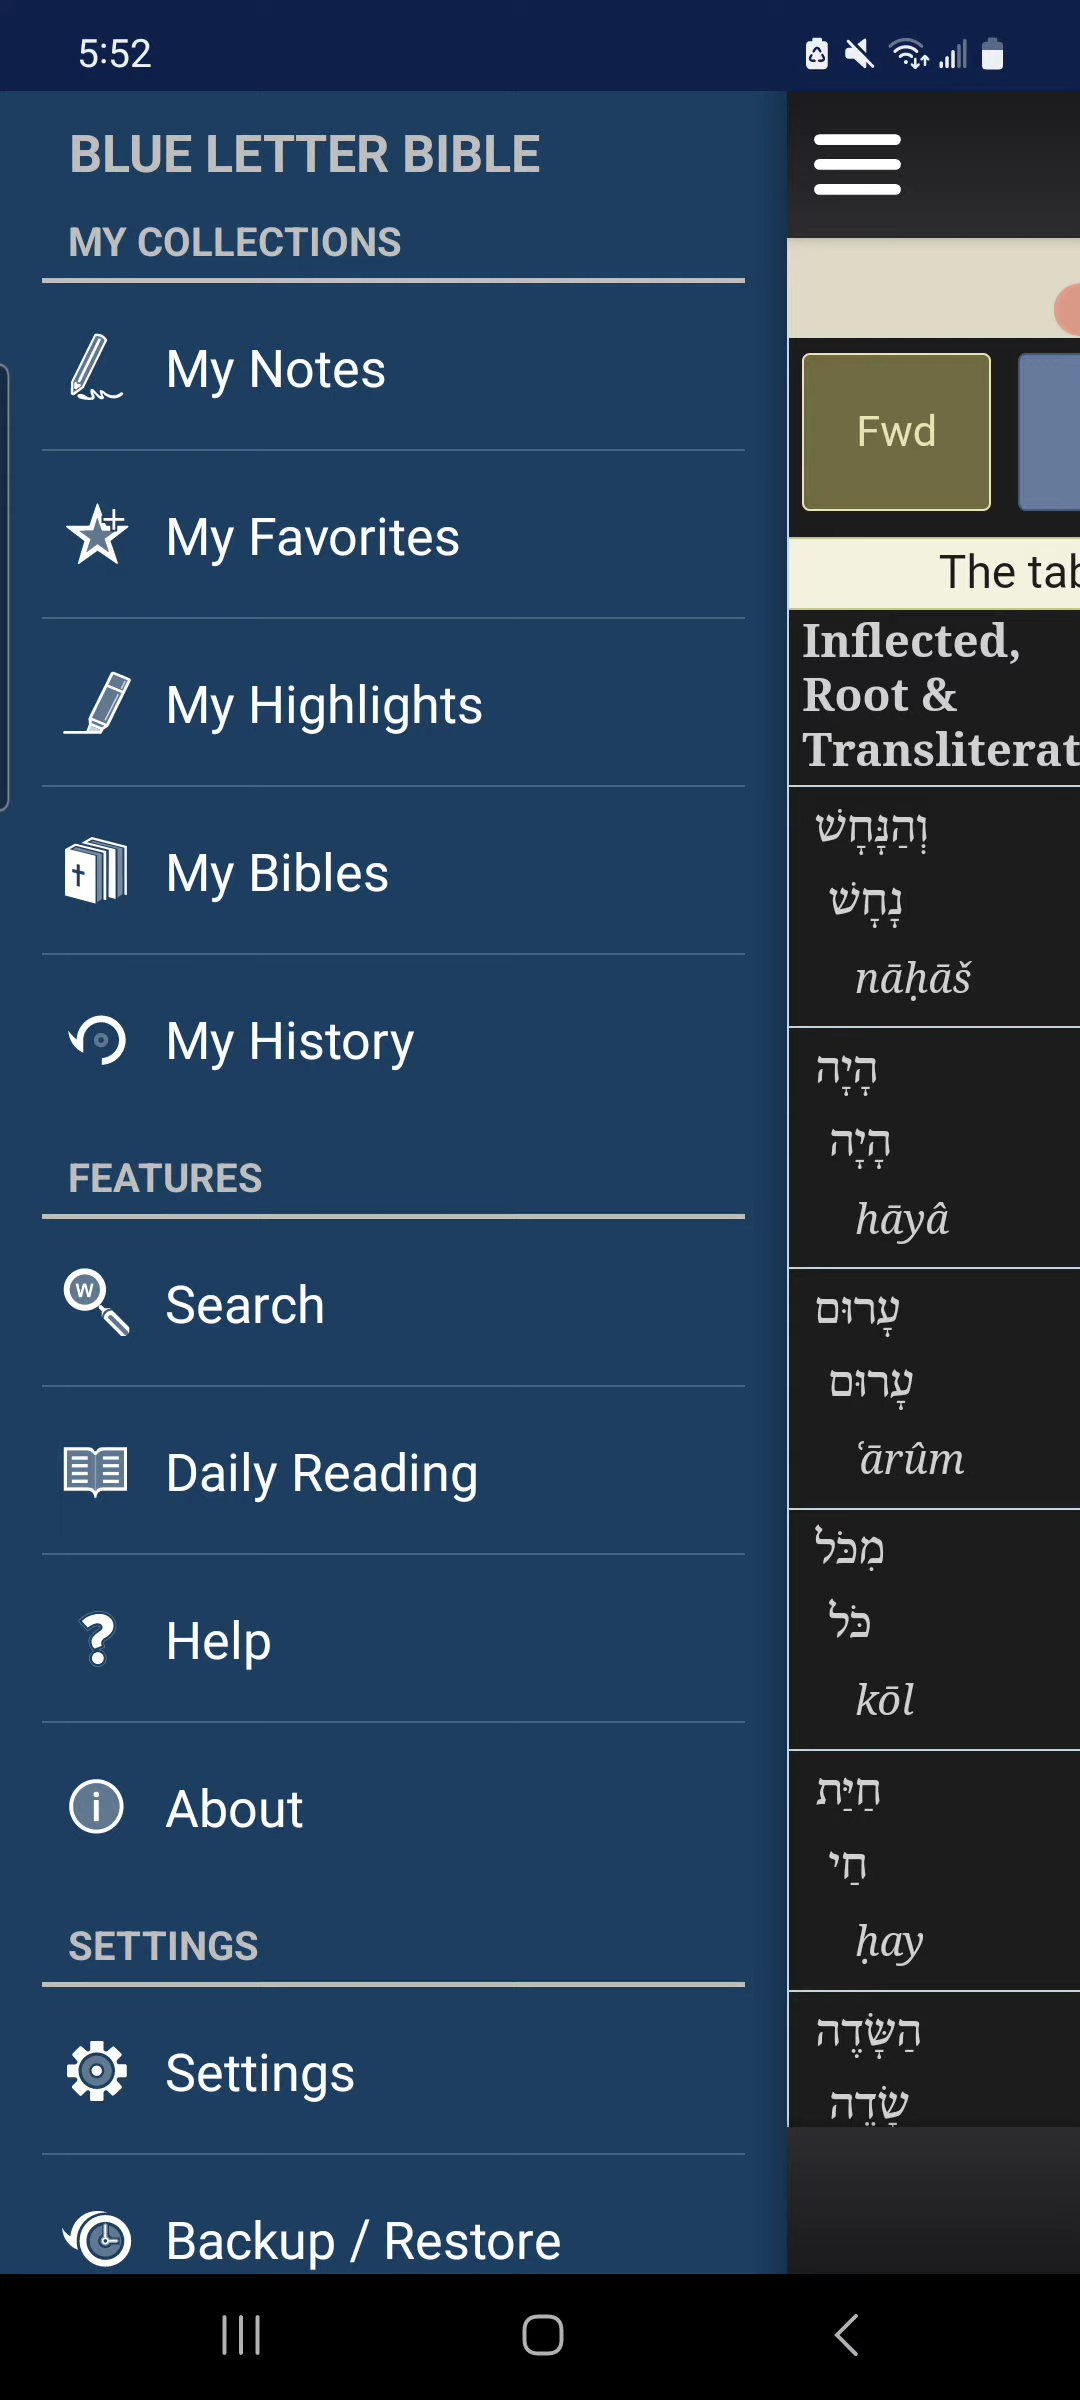 5:52
BLUE LETTER BIBLE
MY COLLECTIONS
My Notes
My Favorites
My Highlights
My Bibles
My History
FEATURES
W
Search
Daily Reading
Help
About
SETTINGS
Settings
Backup / Restore
Fwd
The tab
Inflected,
Root &
Transliterat
וְהַנָּחָשׁ
נָחָשׁ
nāḥāš
הָיָה
הָיָה
hāyâ
עָרוּם
עָרוּם
ʿārûm
מִכֹּל
כֹּל
kōl
חַיַּת
חַי
ḥay
הַשָּׂדֶה
שָׂדֶה